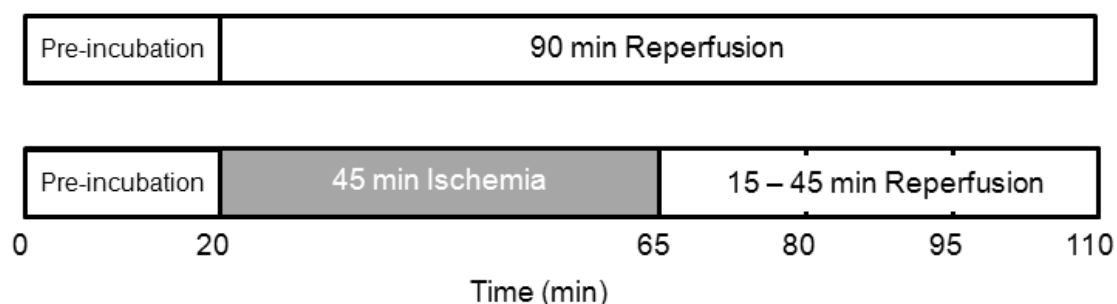 Pre-incubation 90 min Reperfusion
Pre-incubation 45 min Ischemia 15 – 45 min Reperfusion
0 20 65 80 95 110
Time (min)